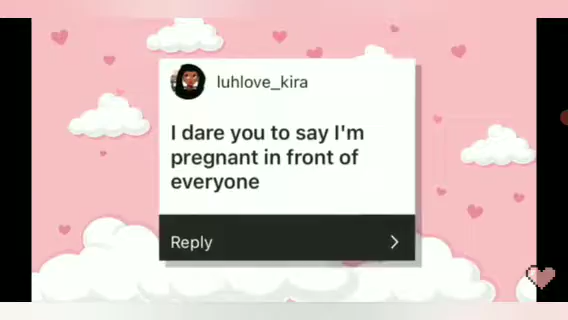 luhlove_kira
I dare you to say I'm
pregnant in front of
everyone
Reply